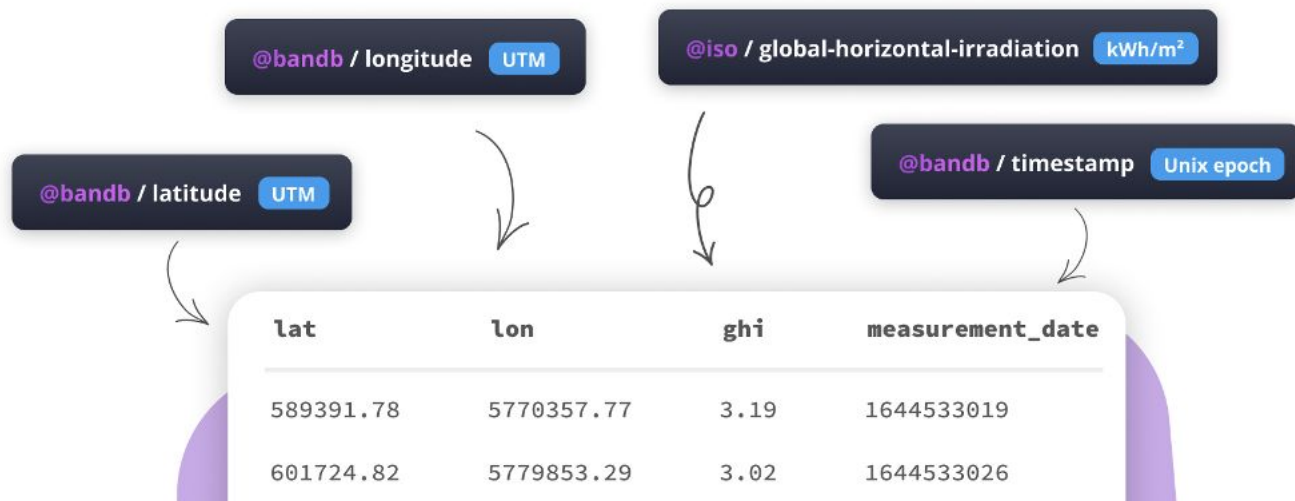 @bandb / longitude UTM
@iso / global-horizontal-irradiation kWh/m²
@bandb / latitude UTM
@bandb / timestamp Unix epoch
lat lon ghi measurement_date
589391.78 5770357.77 3.19 1644533019
601724.82 5779853.29 3.02 1644533026